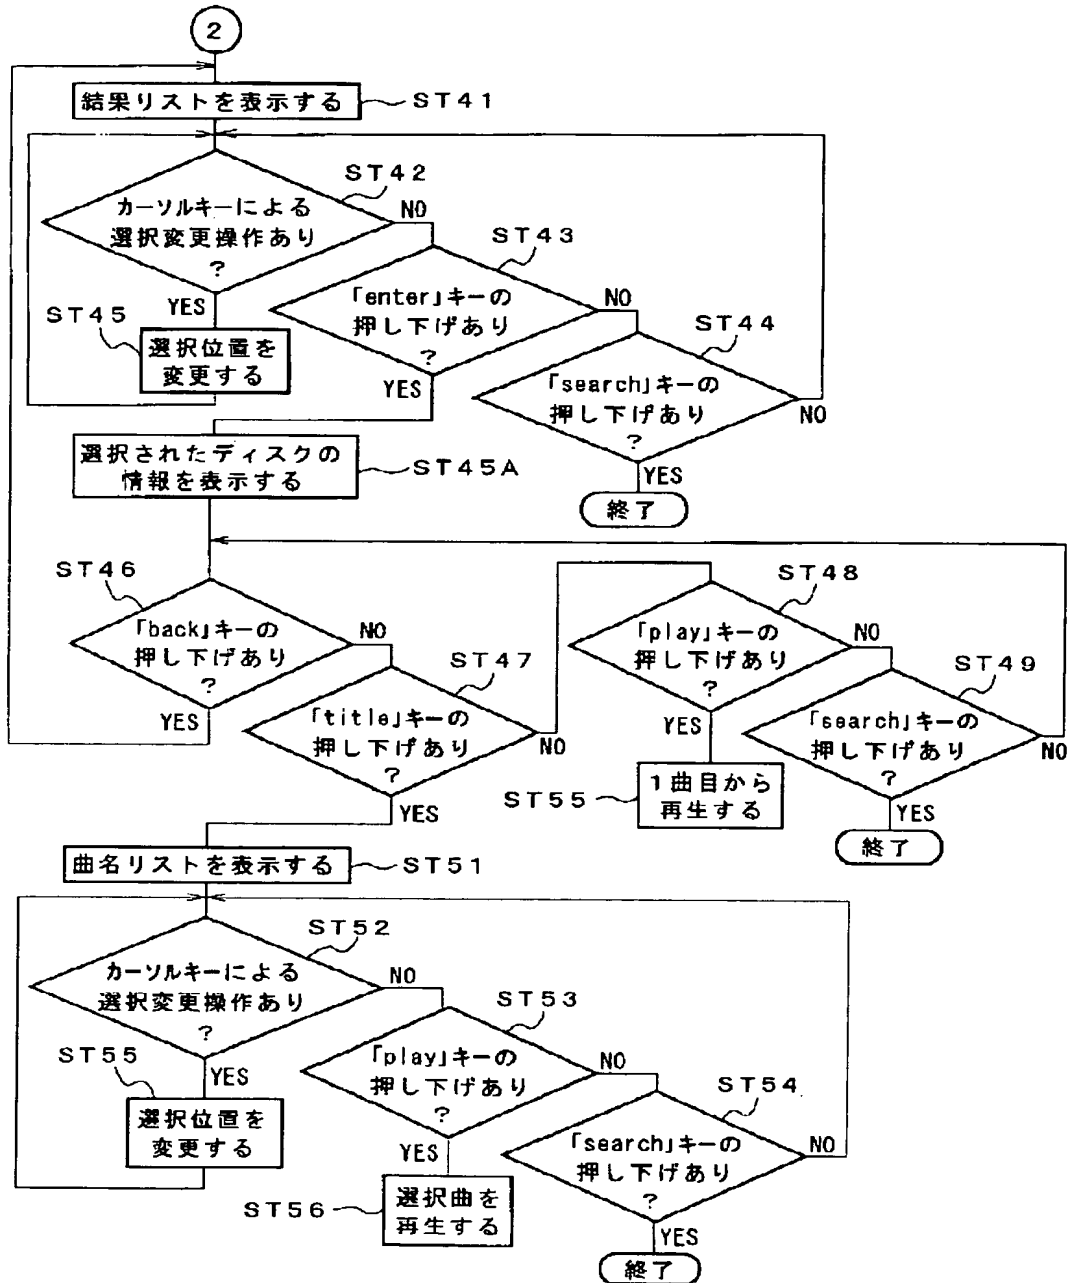 2
結果リストを表示する
ST41
ST42
カーソルキーによる
選択変更操作あり
?
NO
YES
ST43
「enter」キーの
押し下げあり
?
NO
YES
ST44
「search」キーの
押し下げあり
?
NO
YES
終了
ST45
選択位置を
変更する
選択されたディスクの
情報を表示する
ST45A
ST46
「back」キーの
押し下げあり
?
NO
YES
ST47
「title」キーの
押し下げあり
?
NO
YES
ST48
「play」キーの
押し下げあり
?
NO
YES
ST49
「search」キーの
押し下げあり
?
NO
YES
終了
ST55
1曲目から
再生する
曲名リストを表示する
ST51
ST52
カーソルキーによる
選択変更操作あり
?
NO
YES
ST53
「play」キーの
押し下げあり
?
NO
YES
ST54
「search」キーの
押し下げあり
?
NO
YES
終了
ST55
選択位置を
変更する
ST56
選択曲を
再生する